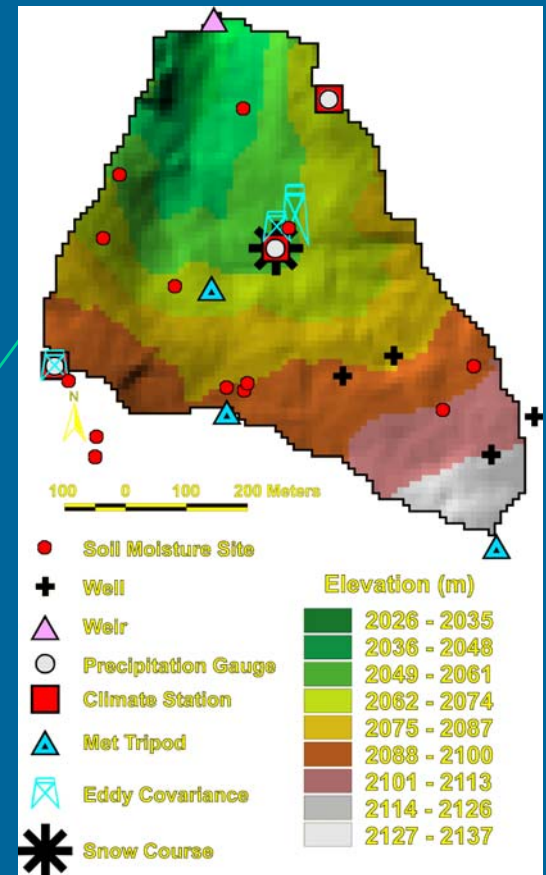 N
100 0 100 200 Meters
Soil Moisture Site
Well
Weir
Precipitation Gauge
Climate Station
Met Tripod
Eddy Covariance
Snow Course
Elevation (m)
2026 - 2035
2036 - 2048
2049 - 2061
2062 - 2074
2075 - 2087
2088 - 2100
2101 - 2113
2114 - 2126
2127 - 2137